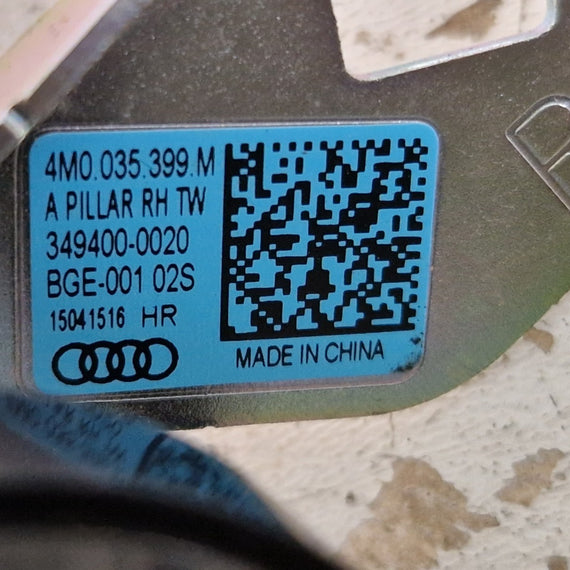 4M0.035.399.M
A PILLAR RH TW
349400-0020
BGE-001 02S
15041516 HR
MADE IN CHINA